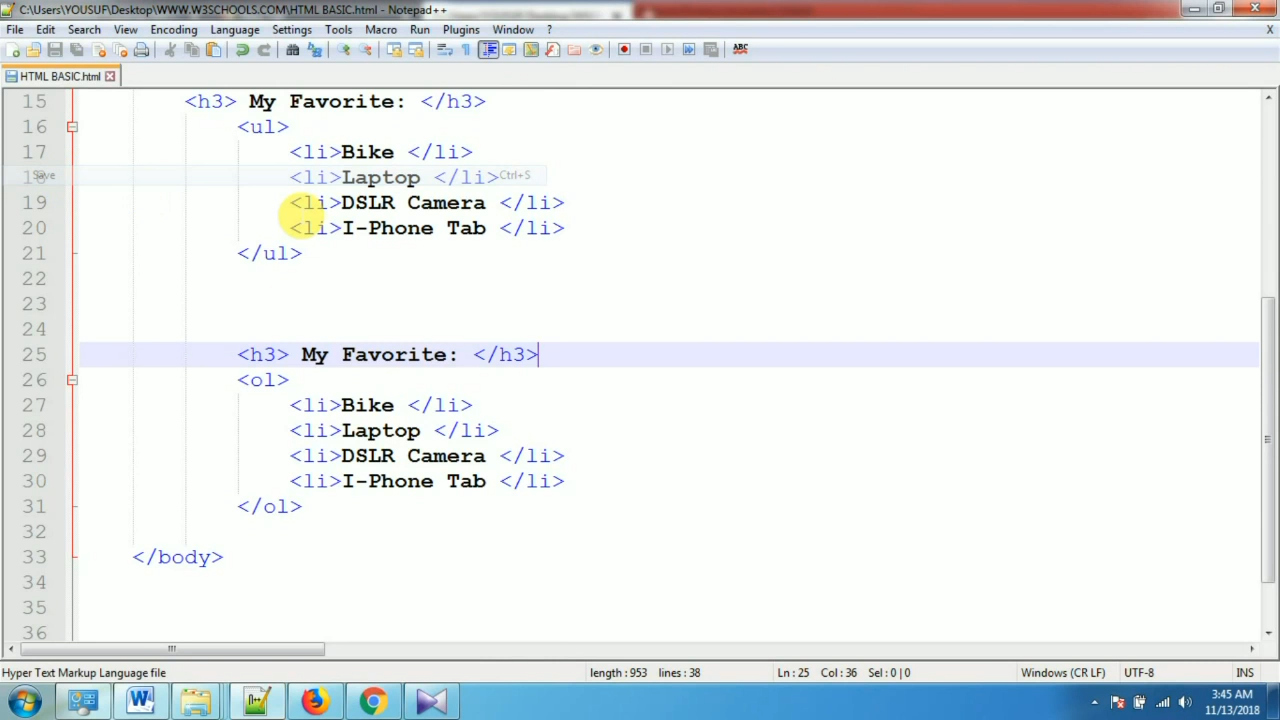 C:\Users\YOUSUF\Desktop\WWW.W3SCHOOLS.COM\HTML BASIC.html - Notepad++
File Edit Search View Encoding Language Settings Tools Macro Run Plugins Window ? X
ABC
HTML BASIC.html
15 <h3> My Favorite: </h3>
16 <ul>
17 <li>Bike </li>
18 <li>Laptop </li>
Save Ctrl+S
19 <li>DSLR Camera </li>
20 <li>I-Phone Tab </li>
21 </ul>
22
23
24
25 <h3> My Favorite: </h3>
26 <ol>
27 <li>Bike </li>
28 <li>Laptop </li>
29 <li>DSLR Camera </li>
30 <li>I-Phone Tab </li>
31 </ol>
32
33 </body>
34
35
36
Hyper Text Markup Language file length : 953 lines : 38 Ln : 25 Col : 36 Sel : 0 | 0 Windows (CR LF) UTF-8 INS
3:45 AM
11/13/2018